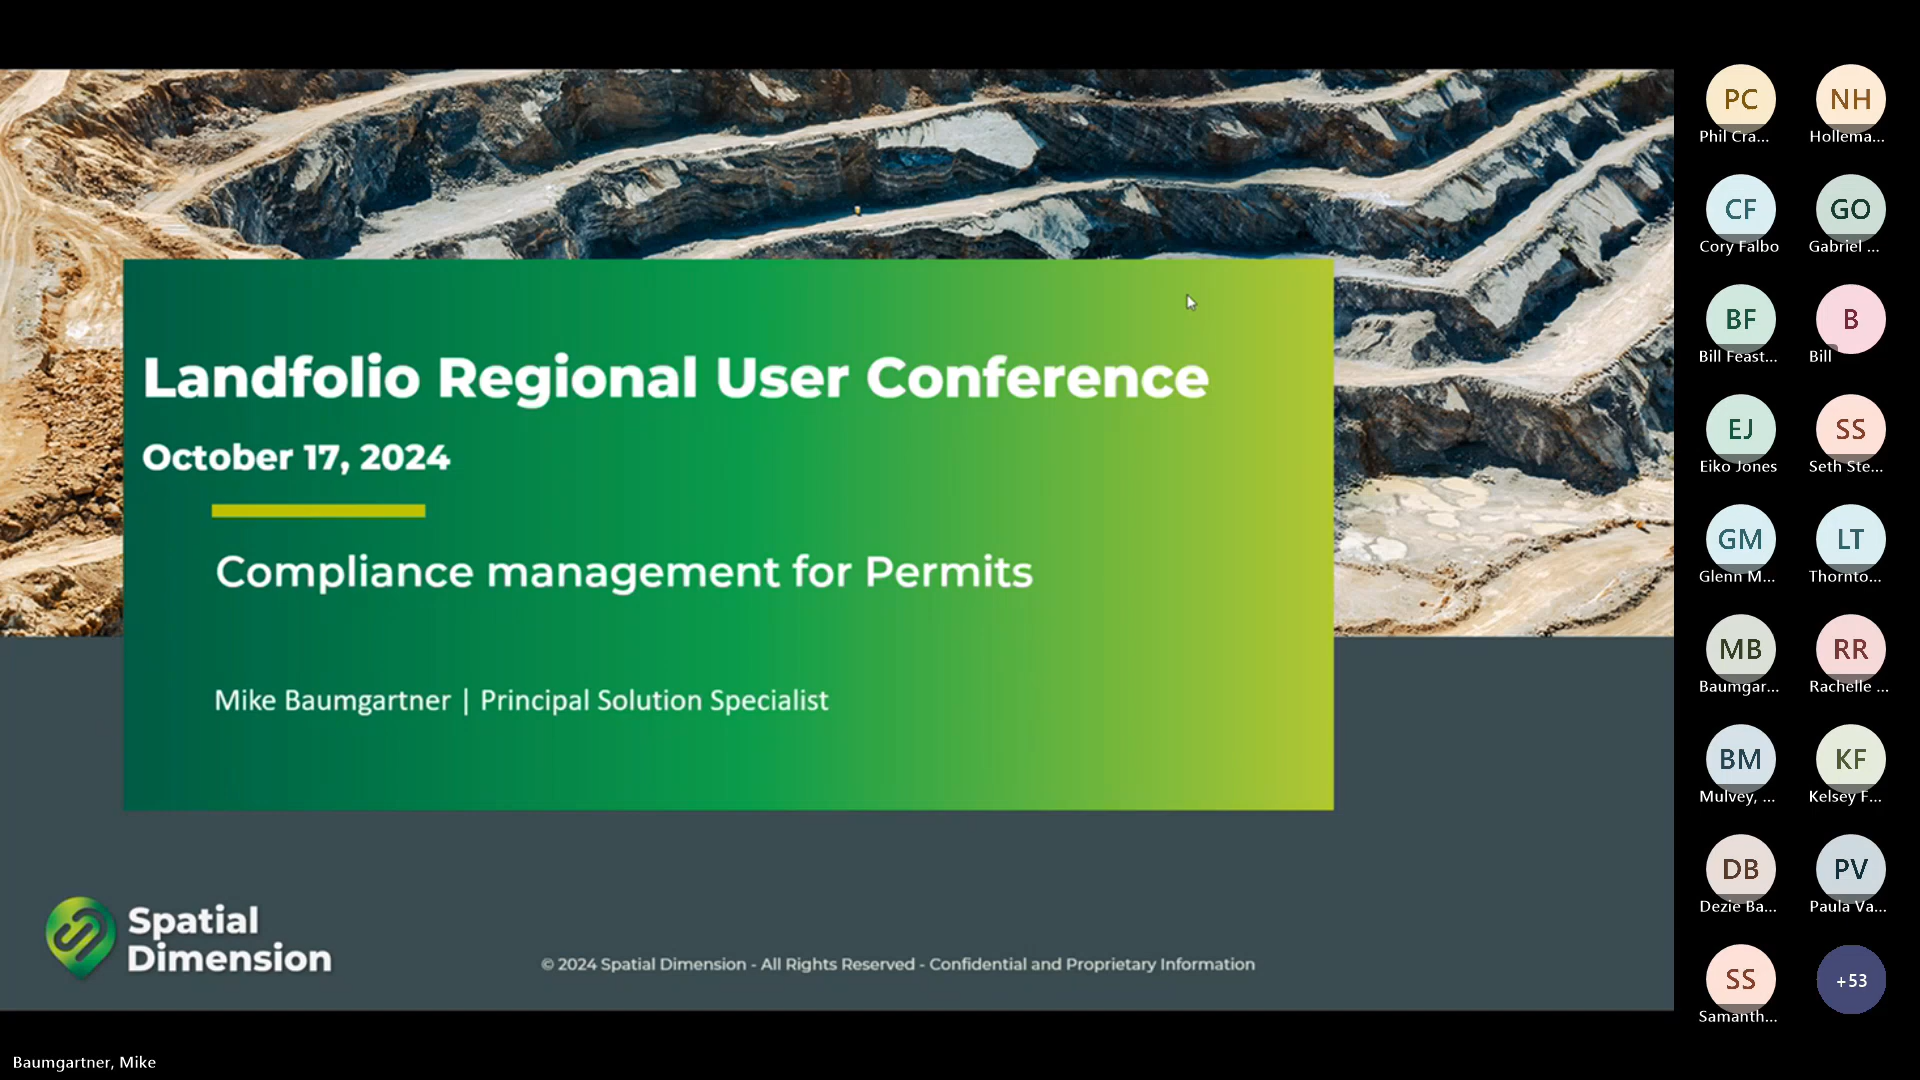 Landfolio Regional User Conference
October 17, 2024
Compliance management for Permits
Mike Baumgartner | Principal Solution Specialist
Spatial
Dimension
© 2024 Spatial Dimension - All Rights Reserved - Confidential and Proprietary Information
Baumgartner, Mike
PC
NH
Phil Cra...
Hollema...
CF
GO
Cory Falbo
Gabriel ...
BF
B
Bill Feast...
Bill
EJ
SS
Eiko Jones
Seth Ste...
GM
LT
Glenn M...
Thornto...
MB
RR
Baumgar...
Rachelle ...
BM
KF
Mulvey, ...
Kelsey F...
DB
PV
Dezie Ba...
Paula Va...
SS
+53
Samanth...